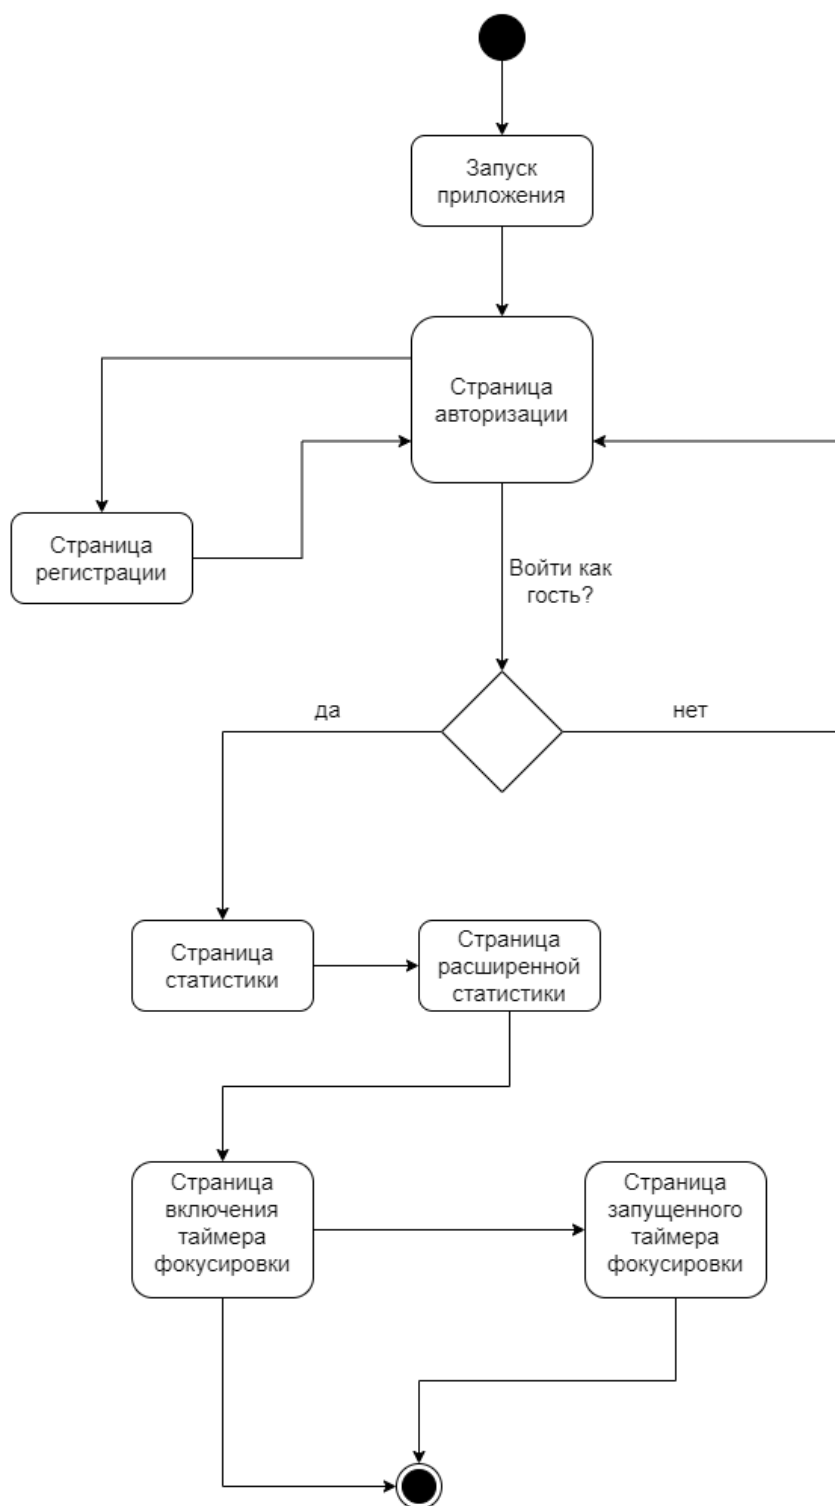 Запуск
приложения
Страница
авторизации
Страница
регистрации
Войти как
гость?
да
нет
Страница
статистики
Страница
расширенной
статистики
Страница
включения
таймера
фокусировки
Страница
запущенного
таймера
фокусировки